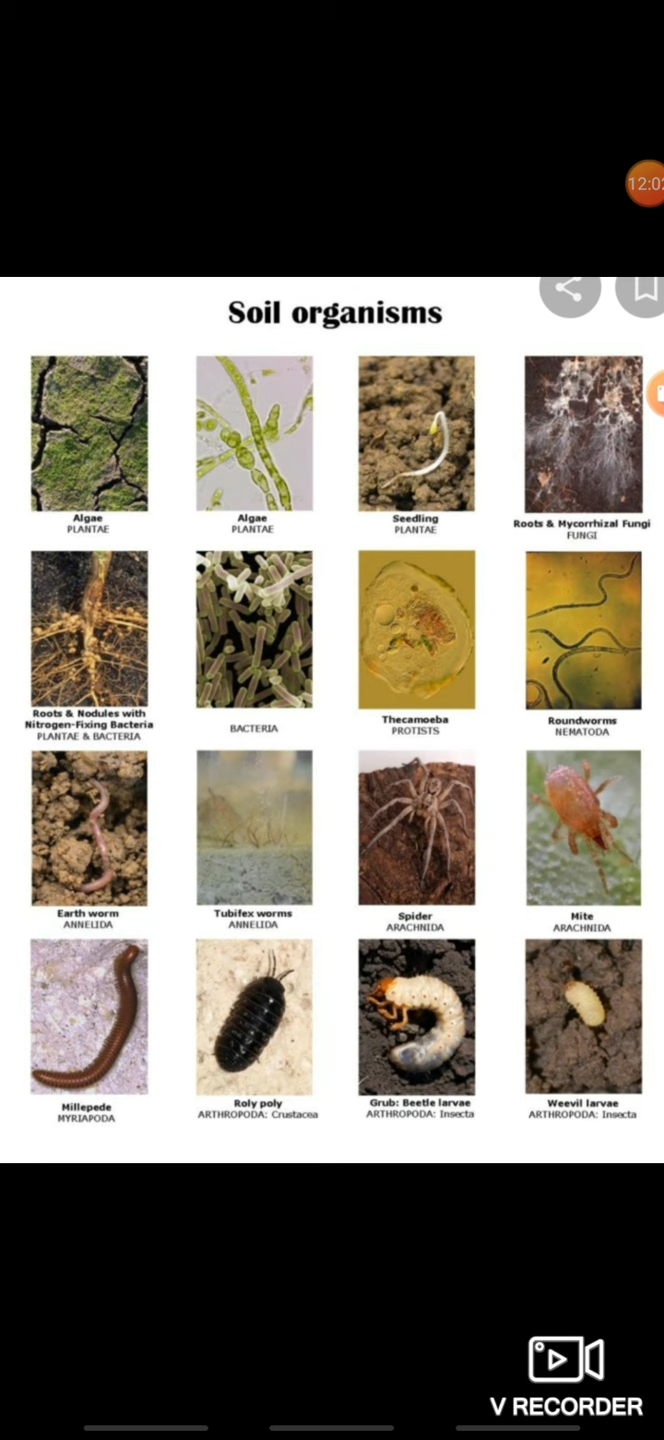 12:02
Soil organisms
Algae
PLANTAE
Algae
PLANTAE
Seedling
PLANTAE
Roots & Mycorrhizal Fungi
FUNGI
Roots & Nodules with
Nitrogen-Fixing Bacteria
PLANTAE & BACTERIA
BACTERIA
Thecamoeba
PROTISTS
Roundworms
NEMATODA
Earth worm
ANNELIDA
Tubifex worms
ANNELIDA
Spider
ARACHNIDA
Mite
ARACHNIDA
Millepede
MYRIAPODA
Roly poly
ARTHROPODA: Crustacea
Grub: Beetle larvae
ARTHROPODA: Insecta
Weevil larvae
ARTHROPODA: Insecta
V RECORDER